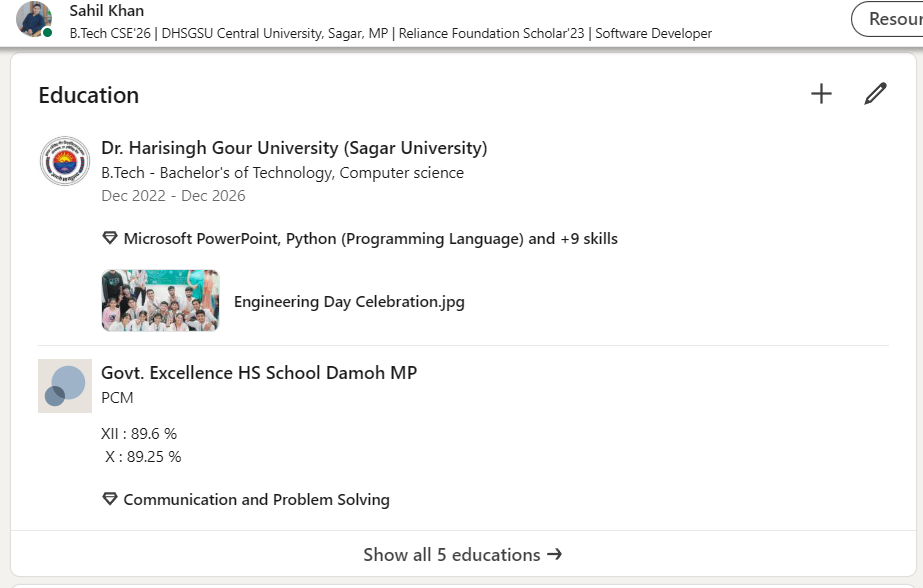 Sahil Khan
B.Tech CSE'26 | DHSGSU Central University, Sagar, MP | Reliance Foundation Scholar'23 | Software Developer
Resour
Education
Dr. Harisingh Gour University (Sagar University)
B.Tech - Bachelor's of Technology, Computer science
Dec 2022 - Dec 2026
Microsoft PowerPoint, Python (Programming Language) and +9 skills
Engineering Day Celebration.jpg
Govt. Excellence HS School Damoh MP
PCM
XII : 89.6 %
X : 89.25 %
Communication and Problem Solving
Show all 5 educations →